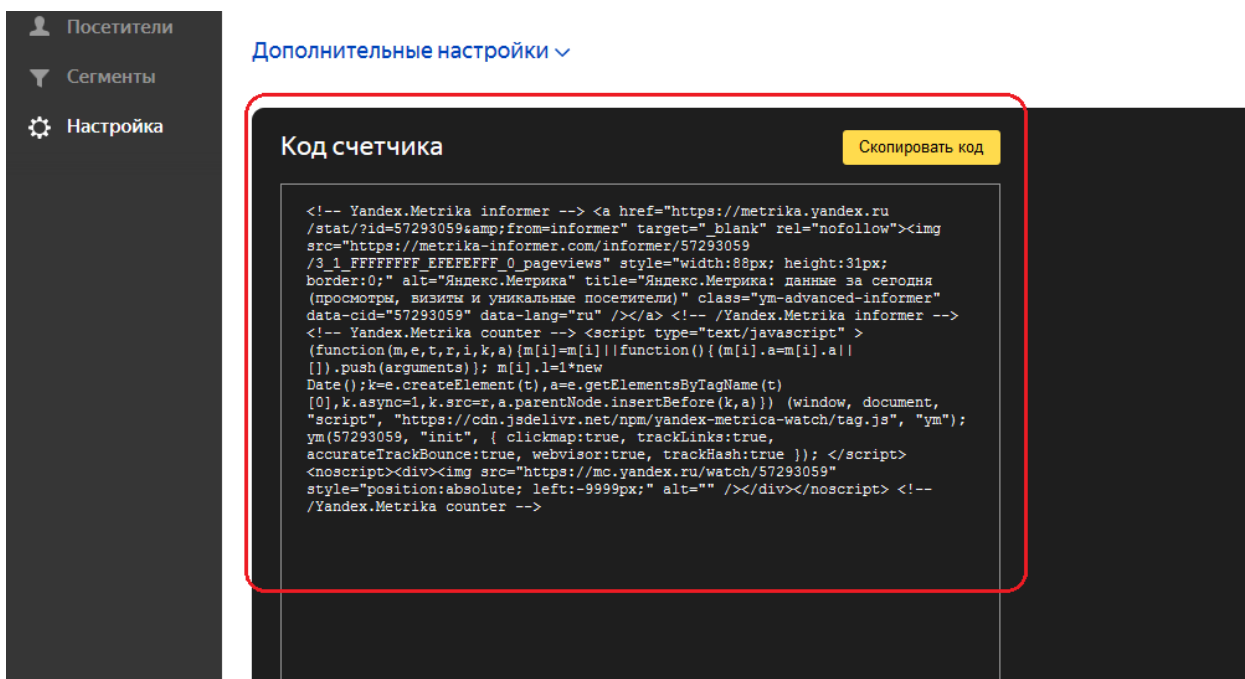 Посетители
Сегменты
Настройка
Дополнительные настройки
Код счетчика
Скопировать код
<!-- Yandex.Metrika informer --> <a href="https://metrika.yandex.ru
/stat/?id=57293059&amp;from=informer" target="_blank" rel="nofollow"><img
src="https://metrika-informer.com/informer/57293059
/3_1_FFFFFFFF_EFEFEFFF_0_pageviews" style="width:88px; height:31px;
border:0;" alt="Яндекс.Метрика" title="Яндекс.Метрика: данные за сегодня
(просмотры, визиты и уникальные посетители)" class="ym-advanced-informer"
data-cid="57293059" data-lang="ru" /></a> <!-- /Yandex.Metrika informer -->
<!-- Yandex.Metrika counter --> <script type="text/javascript" >
(function(m,e,t,r,i,k,a){m[i]=m[i]||function(){(m[i].a=m[i].a||
[]).push(arguments)}; m[i].l=1*new
Date();k=e.createElement(t),a=e.getElementsByTagName(t)
[0],k.async=1,k.src=r,a.parentNode.insertBefore(k,a)}) (window, document,
"script", "https://cdn.jsdelivr.net/npm/yandex-metrica-watch/tag.js", "ym");
ym(57293059, "init", { clickmap:true, trackLinks:true,
accurateTrackBounce:true, webvisor:true, trackHash:true }); </script>
<noscript><div><img src="https://mc.yandex.ru/watch/57293059"
style="position:absolute; left:-9999px;" alt="" /></div></noscript> <!--
/Yandex.Metrika counter -->